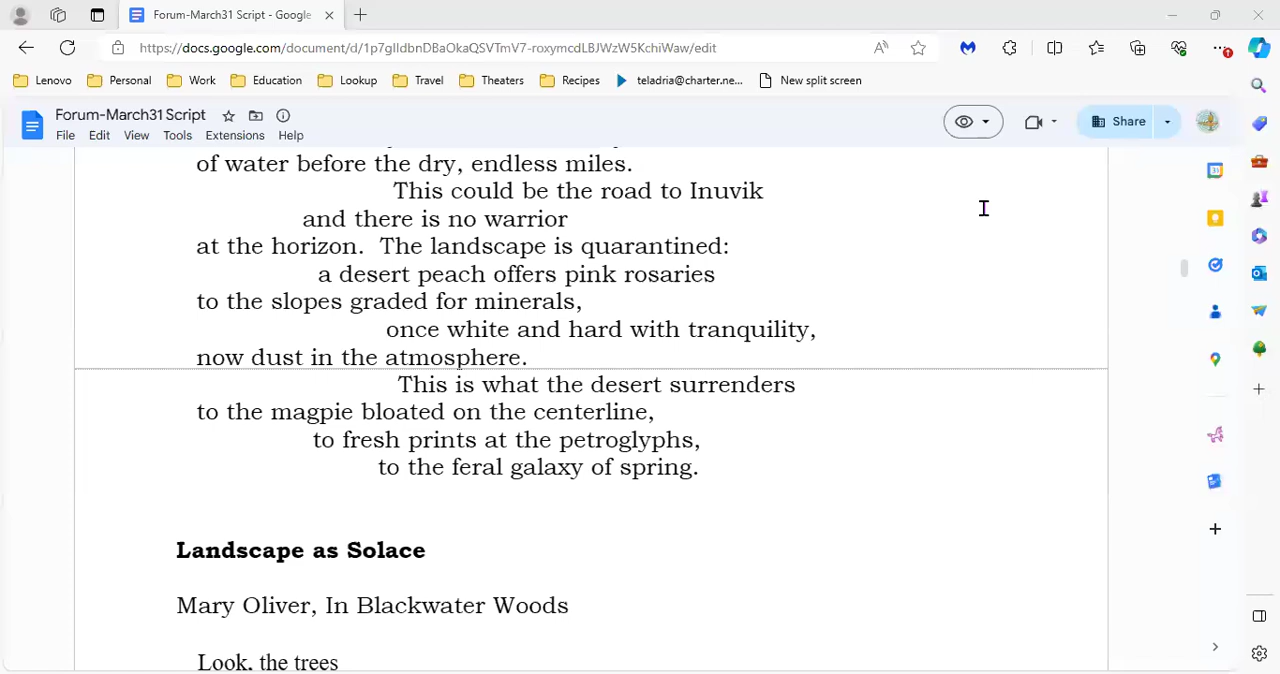 Forum-March31 Script - Google
https://docs.google.com/document/d/1p7glIdbnDBaOkaQSVTmV7-roxymcdLBJWzW5KchiWaw/edit
Lenovo Personal Work Education Lookup Travel Theaters Recipes teladria@charter.ne... New split screen
Forum-March31 Script
File Edit View Tools Extensions Help
Share
of water before the dry, endless miles.
This could be the road to Inuvik
and there is no warrior
at the horizon. The landscape is quarantined:
a desert peach offers pink rosaries
to the slopes graded for minerals,
once white and hard with tranquility,
now dust in the atmosphere.
This is what the desert surrenders
to the magpie bloated on the centerline,
to fresh prints at the petroglyphs,
to the feral galaxy of spring.
Landscape as Solace
Mary Oliver, In Blackwater Woods
Look, the trees